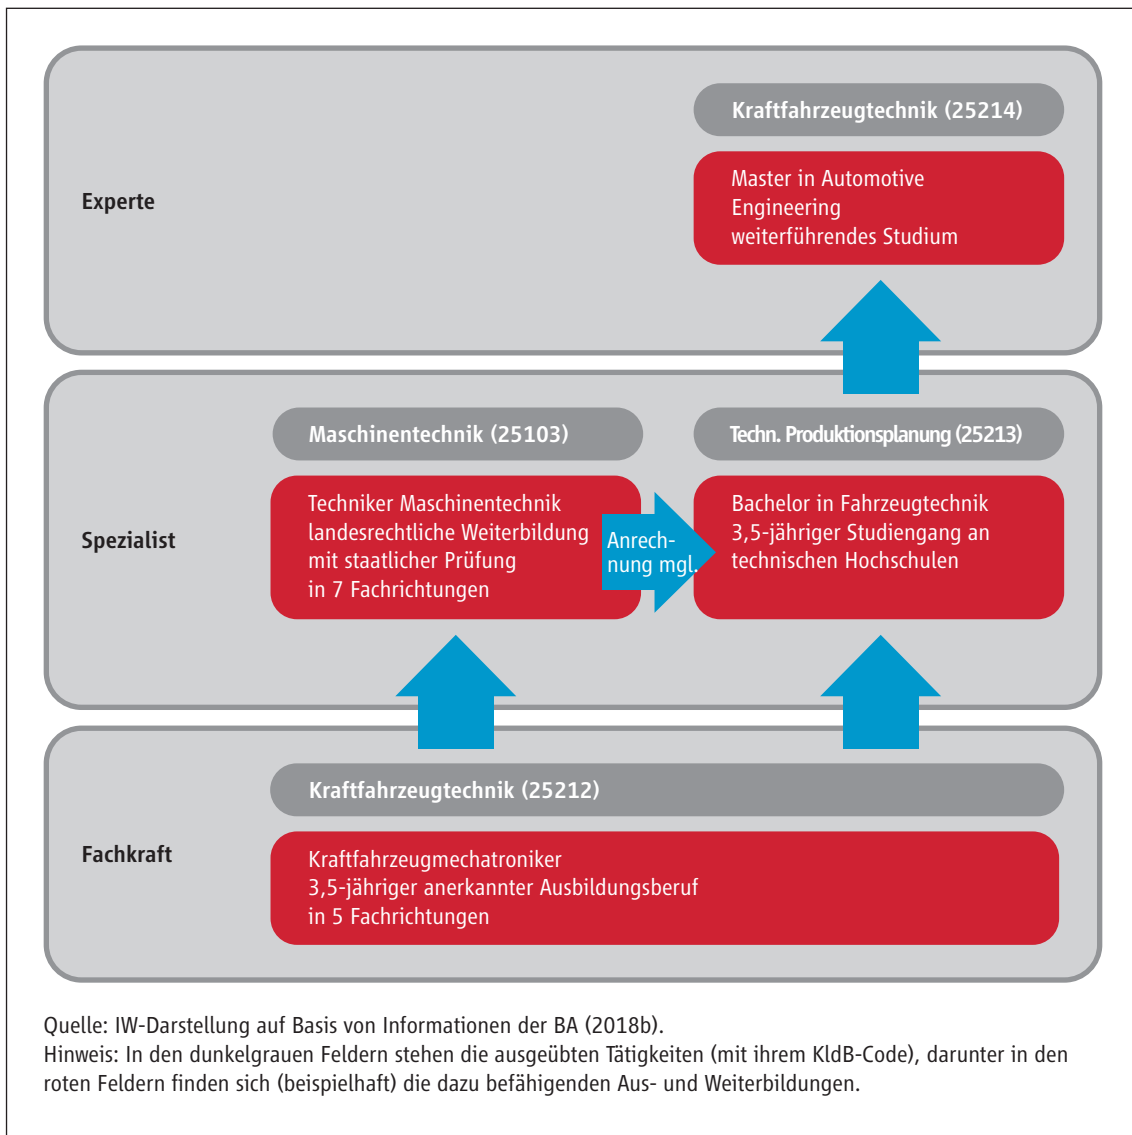 Kraftfahrzeugtechnik (25214)
Experte
Master in Automotive
Engineering
weiterführendes Studium
Maschinentechnik (25103)
Techn. Produktionsplanung (25213)
Spezialist
Techniker Maschinentechnik
landesrechtliche Weiterbildung
mit staatlicher Prüfung
in 7 Fachrichtungen
Anrech-
nung mgl.
Bachelor in Fahrzeugtechnik
3,5-jähriger Studiengang an
technischen Hochschulen
Kraftfahrzeugtechnik (25212)
Fachkraft
Kraftfahrzeugmechatroniker
3,5-jähriger anerkannter Ausbildungsberuf
in 5 Fachrichtungen
Quelle: IW-Darstellung auf Basis von Informationen der BA (2018b).
Hinweis: In den dunkelgrauen Feldern stehen die ausgeübten Tätigkeiten (mit ihrem KldB-Code), darunter in den
roten Feldern finden sich (beispielhaft) die dazu befähigenden Aus- und Weiterbildungen.